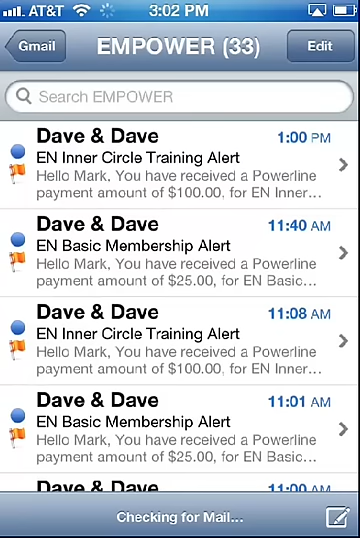 AT&T 3:02 PM
Gmail EMPOWER (33) Edit
Search EMPOWER
Dave & Dave 1:00 PM
EN Inner Circle Training Alert
Hello Mark, You have received a Powerline
payment amount of $100.00, for EN Inner...
Dave & Dave 11:40 AM
EN Basic Membership Alert
Hello Mark, You have received a Powerline
payment amount of $25.00, for EN Basic...
Dave & Dave 11:08 AM
EN Inner Circle Training Alert
Hello Mark, You have received a Powerline
payment amount of $100.00, for EN Inner...
Dave & Dave 11:01 AM
EN Basic Membership Alert
Hello Mark, You have received a Powerline
payment amount of $25.00, for EN Basic...
Dave & Dave 11:00 AM
Checking for Mail...